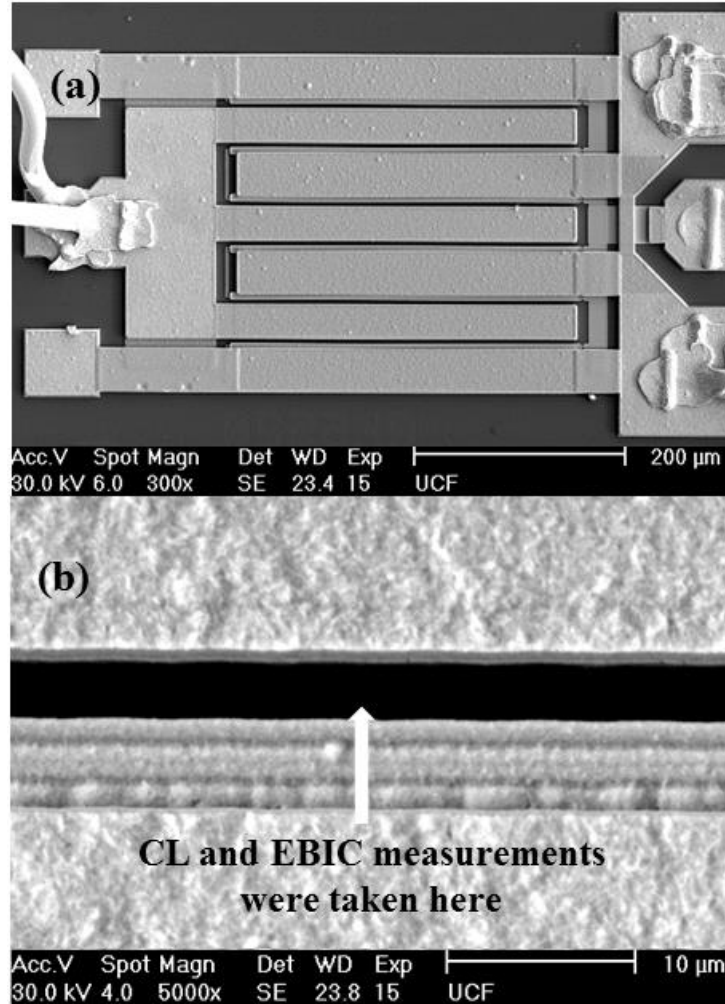 (a)
Acc.V Spot Magn Det WD Exp 200 µm
30.0 kV 6.0 300x SE 23.4 15 UCF
(b)
CL and EBIC measurements
were taken here
Acc.V Spot Magn Det WD Exp 10 µm
30.0 kV 4.0 5000x SE 23.8 15 UCF